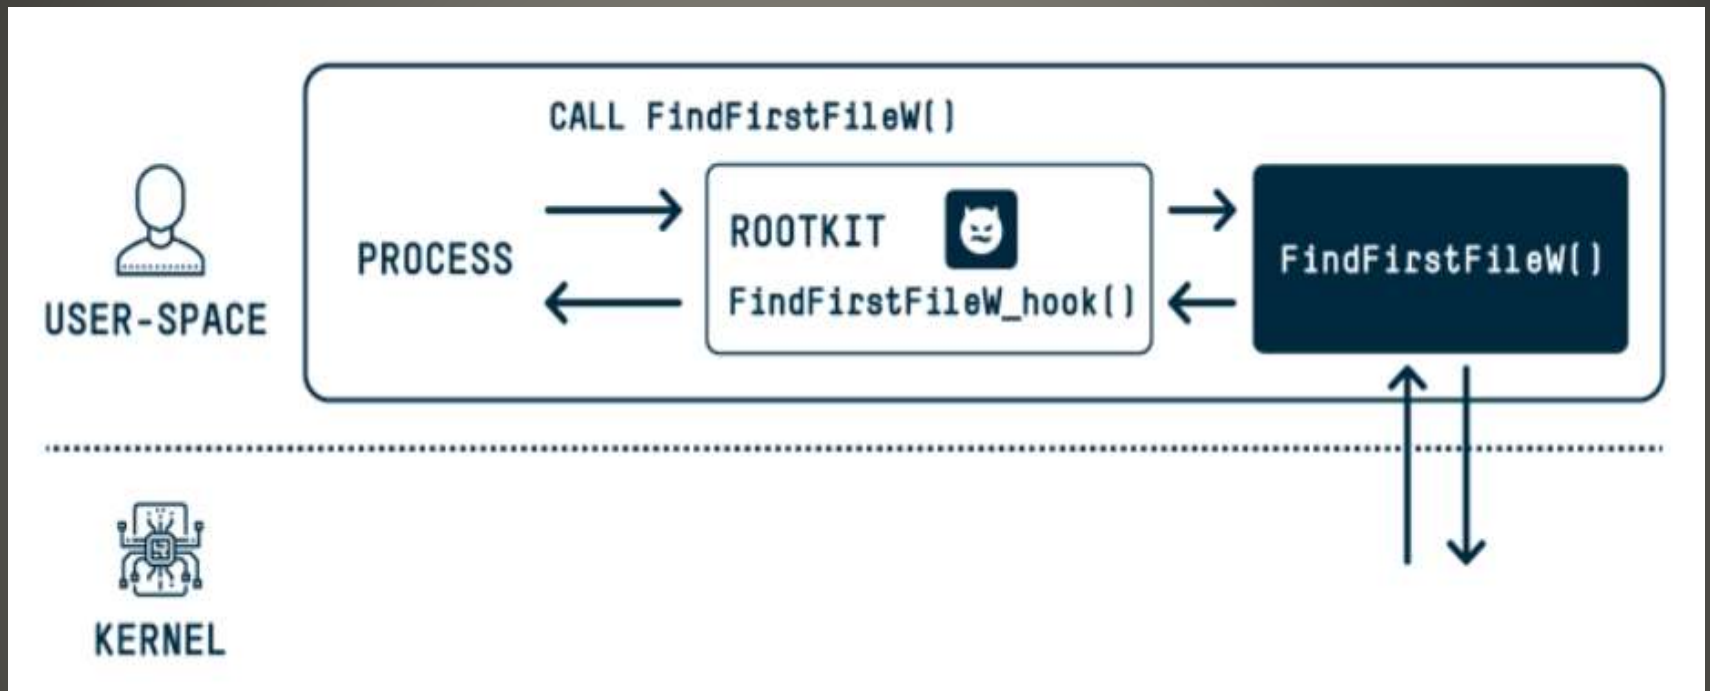 CALL FindFirstFileW()
ROOTKIT
PROCESS
FindFirstFileW()
FindFirstFileW_hook()
USER-SPACE
KERNEL